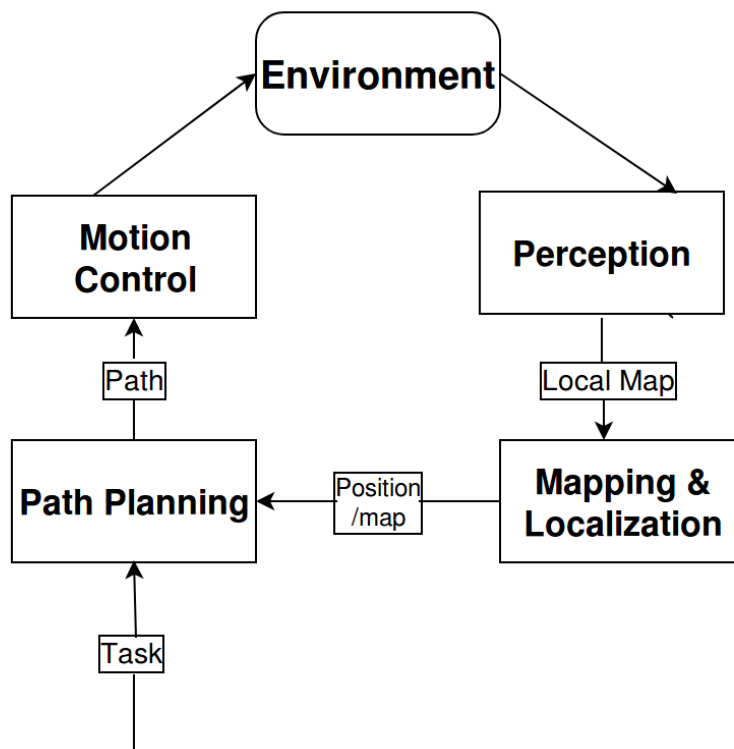 Environment
Motion
Control
Perception
Path
Local Map
Path Planning
Position
/map
Mapping &
Localization
Task